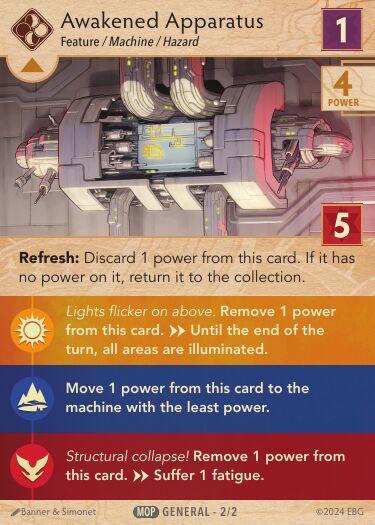 Awakened Apparatus
Feature / Machine / Hazard
1
4
POWER
5
Refresh: Discard 1 power from this card. If it has
no power on it, return it to the collection.
Lights flicker on above. Remove 1 power
from this card. Until the end of the
turn, all areas are illuminated.
Move 1 power from this card to the
machine with the least power.
Structural collapse! Remove 1 power from
this card. Suffer 1 fatigue.
Banner & Simonet
MOP GENERAL - 2/2
©2024 EBG